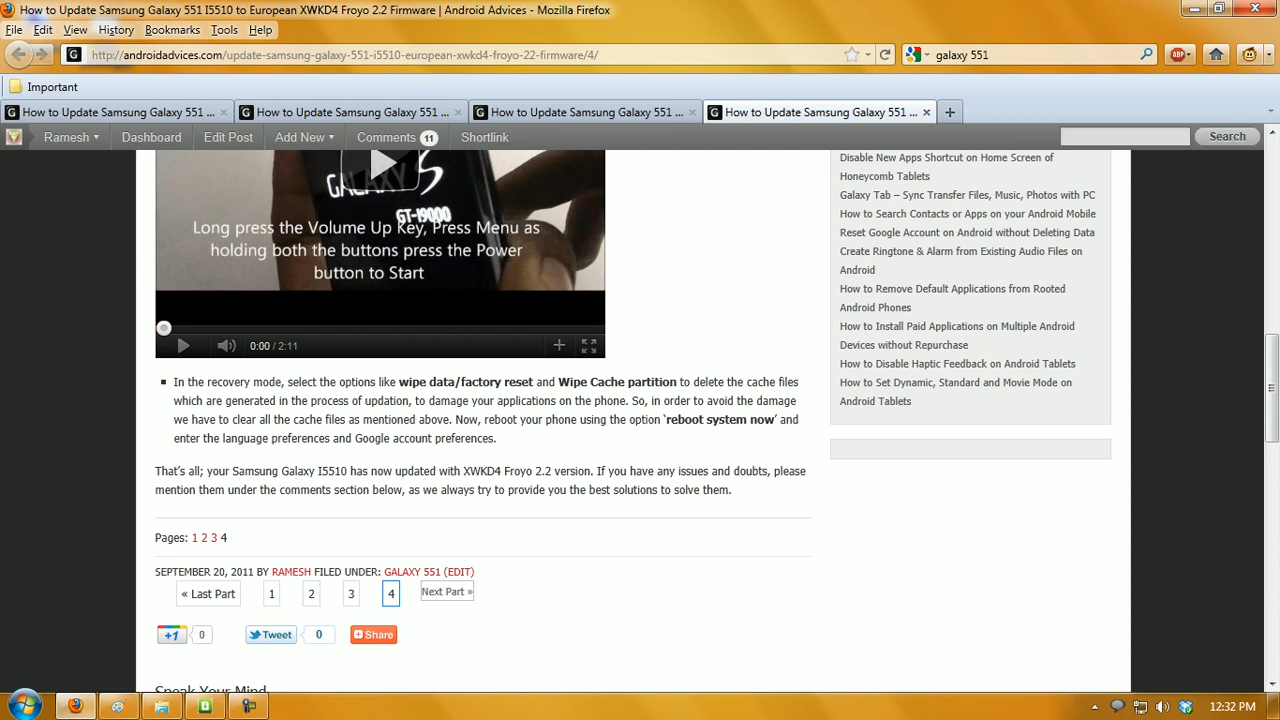 How to Update Samsung Galaxy 551 I5510 to European XWKD4 Froyo 2.2 Firmware | Android Advices - Mozilla Firefox
File Edit View History Bookmarks Tools Help
http://androidadvices.com/update-samsung-galaxy-551-i5510-european-xwkd4-froyo-22-firmware/4/
galaxy 551
ABP
Important
G How to Update Samsung Galaxy 551 ...
G How to Update Samsung Galaxy 551 ...
G How to Update Samsung Galaxy 551 ...
G How to Update Samsung Galaxy 551 ...
Ramesh Dashboard Edit Post Add New Comments 11 Shortlink Search
GALAXY S
GT-I9000
Long press the Volume Up Key, Press Menu as
holding both the buttons press the Power
button to Start
0:00 / 2:11
In the recovery mode, select the options like wipe data/factory reset and Wipe Cache partition to delete the cache files
which are generated in the process of updation, to damage your applications on the phone. So, in order to avoid the damage
we have to clear all the cache files as mentioned above. Now, reboot your phone using the option ‘reboot system now’ and
enter the language preferences and Google account preferences.
That’s all; your Samsung Galaxy I5510 has now updated with XWKD4 Froyo 2.2 version. If you have any issues and doubts, please
mention them under the comments section below, as we always try to provide you the best solutions to solve them.
Pages: 1 2 3 4
SEPTEMBER 20, 2011 BY RAMESH FILED UNDER: GALAXY 551 (EDIT)
« Last Part 1 2 3 4 Next Part »
+1 0 Tweet 0 Share
Speak Your Mind
Disable New Apps Shortcut on Home Screen of
Honeycomb Tablets
Galaxy Tab – Sync Transfer Files, Music, Photos with PC
How to Search Contacts or Apps on your Android Mobile
Reset Google Account on Android without Deleting Data
Create Ringtone & Alarm from Existing Audio Files on
Android
How to Remove Default Applications from Rooted
Android Phones
How to Install Paid Applications on Multiple Android
Devices without Repurchase
How to Disable Haptic Feedback on Android Tablets
How to Set Dynamic, Standard and Movie Mode on
Android Tablets
12:32 PM